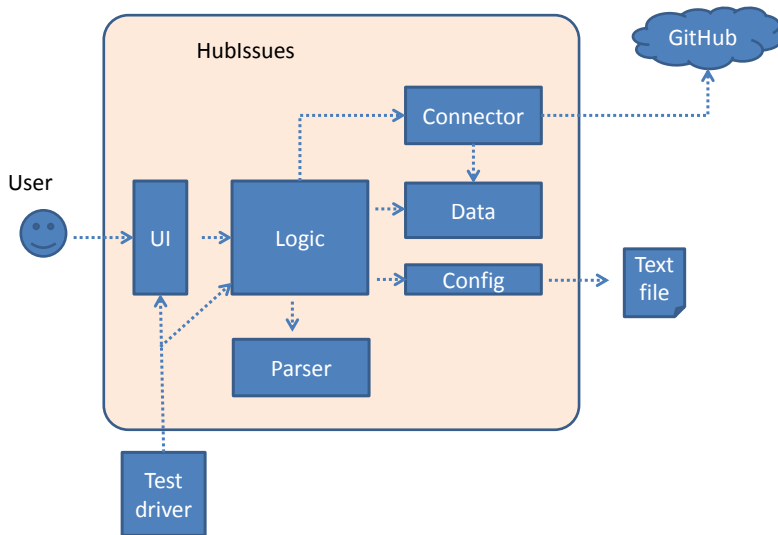 HubIssues
GitHub
Connector
User
UI
Logic
Data
Config
Text
file
Parser
Test
driver